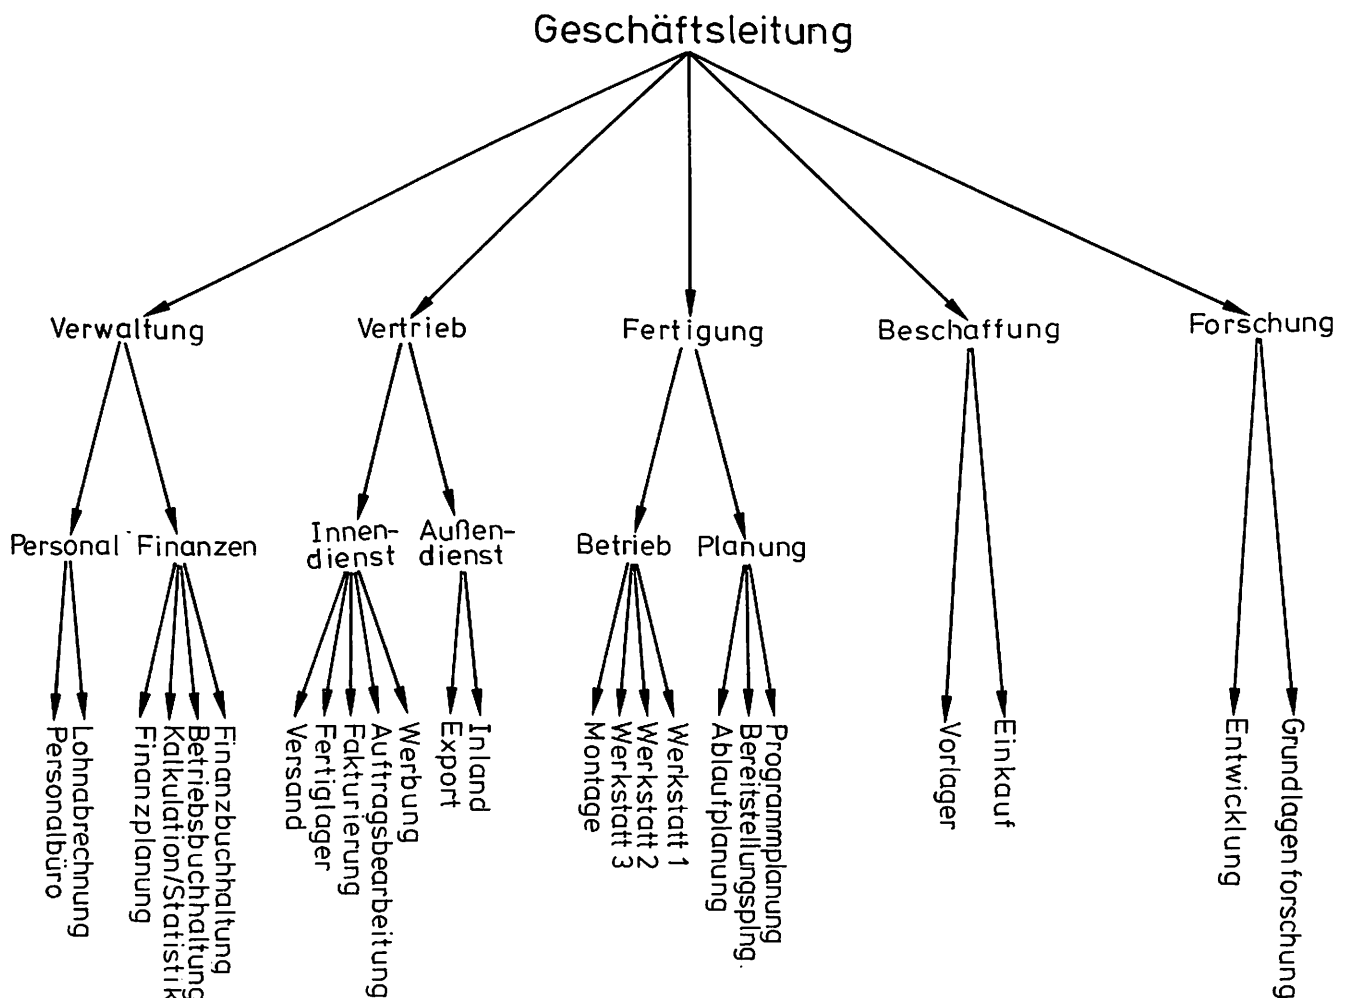 Geschäftsleitung
Verwaltung
Vertrieb
Fertigung
Beschaffung
Forschung
Personal
Finanzen
Innen-
dienst
Außen-
dienst
Betrieb
Planung
Personalbüro
Lohnabrechnung
Finanzplanung
Kalkulation/Statistik
Betriebsbuchhaltung
Finanzbuchhaltung
Versand
Fertiglager
Fakturierung
Auftragsbearbeitung
Werbung
Export
Inland
Montage
Werkstatt 3
Werkstatt 2
Werkstatt 1
Ablaufplanung
Bereitstellungsplng.
Programmplanung
Vorlager
Einkauf
Entwicklung
Grundlagenforschung